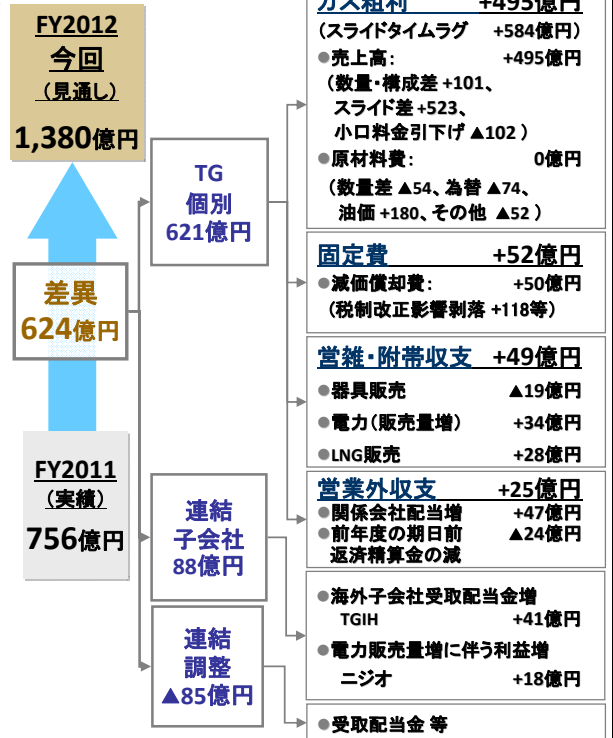 FY2012
今回
（見通し）
1,380億円
差異
624億円
FY2011
（実績）
756億円
TG
個別
621億円
連結
子会社
88億円
連結
調整
▲85億円
ガス粗利 +495億円
（スライドタイムラグ +584億円）
●売上高： +495億円
（数量・構成差 +101、
スライド差 +523、
小口料金引下げ ▲102 ）
●原材料費： 0億円
（数量差 ▲54、為替 ▲74、
油価 +180、その他 ▲52 ）
固定費 +52億円
●減価償却費： +50億円
（税制改正影響剥落 +118等）
営雑・附帯収支 +49億円
●器具販売 ▲19億円
●電力（販売量増） +34億円
●LNG販売 +28億円
営業外収支 +25億円
●関係会社配当増 +47億円
●前年度の期日前 ▲24億円
返済精算金の減
●海外子会社受取配当金増
TGIH +41億円
●電力販売量増に伴う利益増
ニジオ +18億円
●受取配当金 等